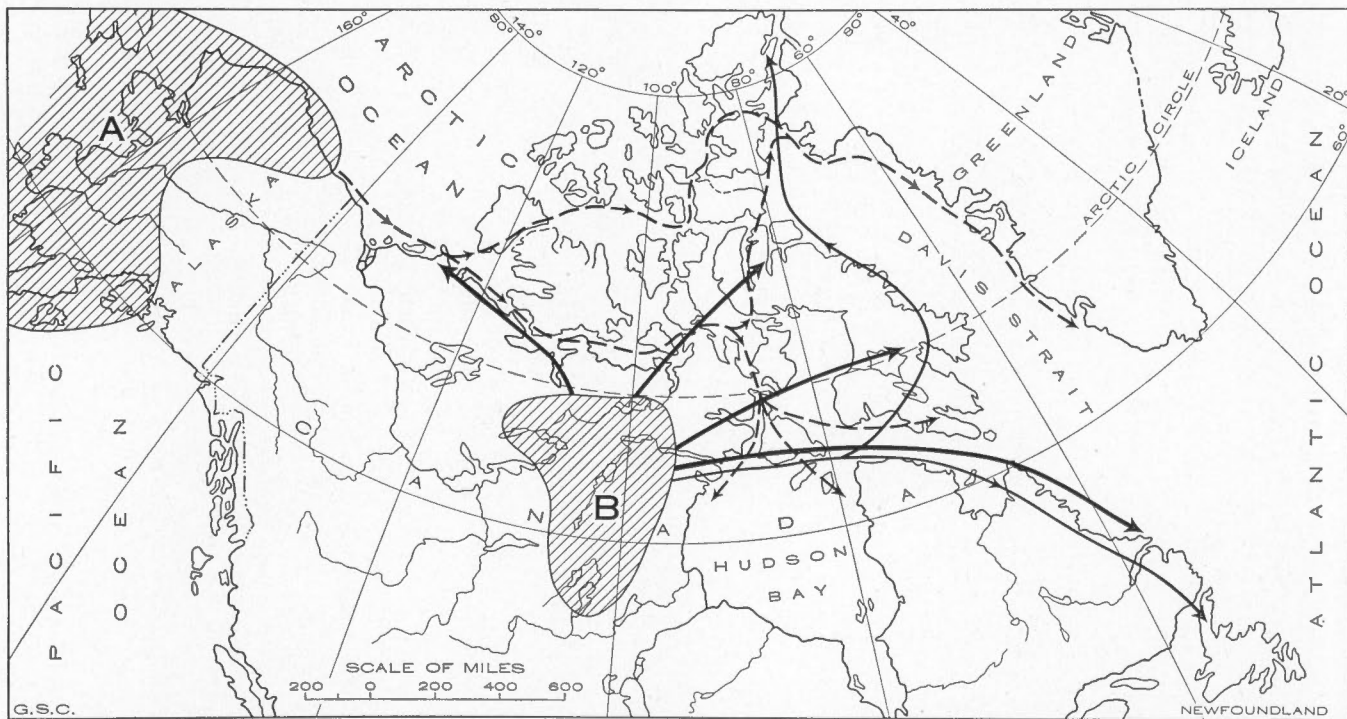 160°
80°
140°
120°
100°
80°
80°
60°
40°
20°
60°
ARCTIC
OCEAN
A
ALASKA
GREENLAND
ARCTIC CIRCLE
ICELAND
DAVIS STRAIT
PACIFIC
OCEAN
ATLANTIC OCEAN
CANADA
B
HUDSON
BAY
SCALE OF MILES
200 0 200 400 600
G.S.C.
NEWFOUNDLAND